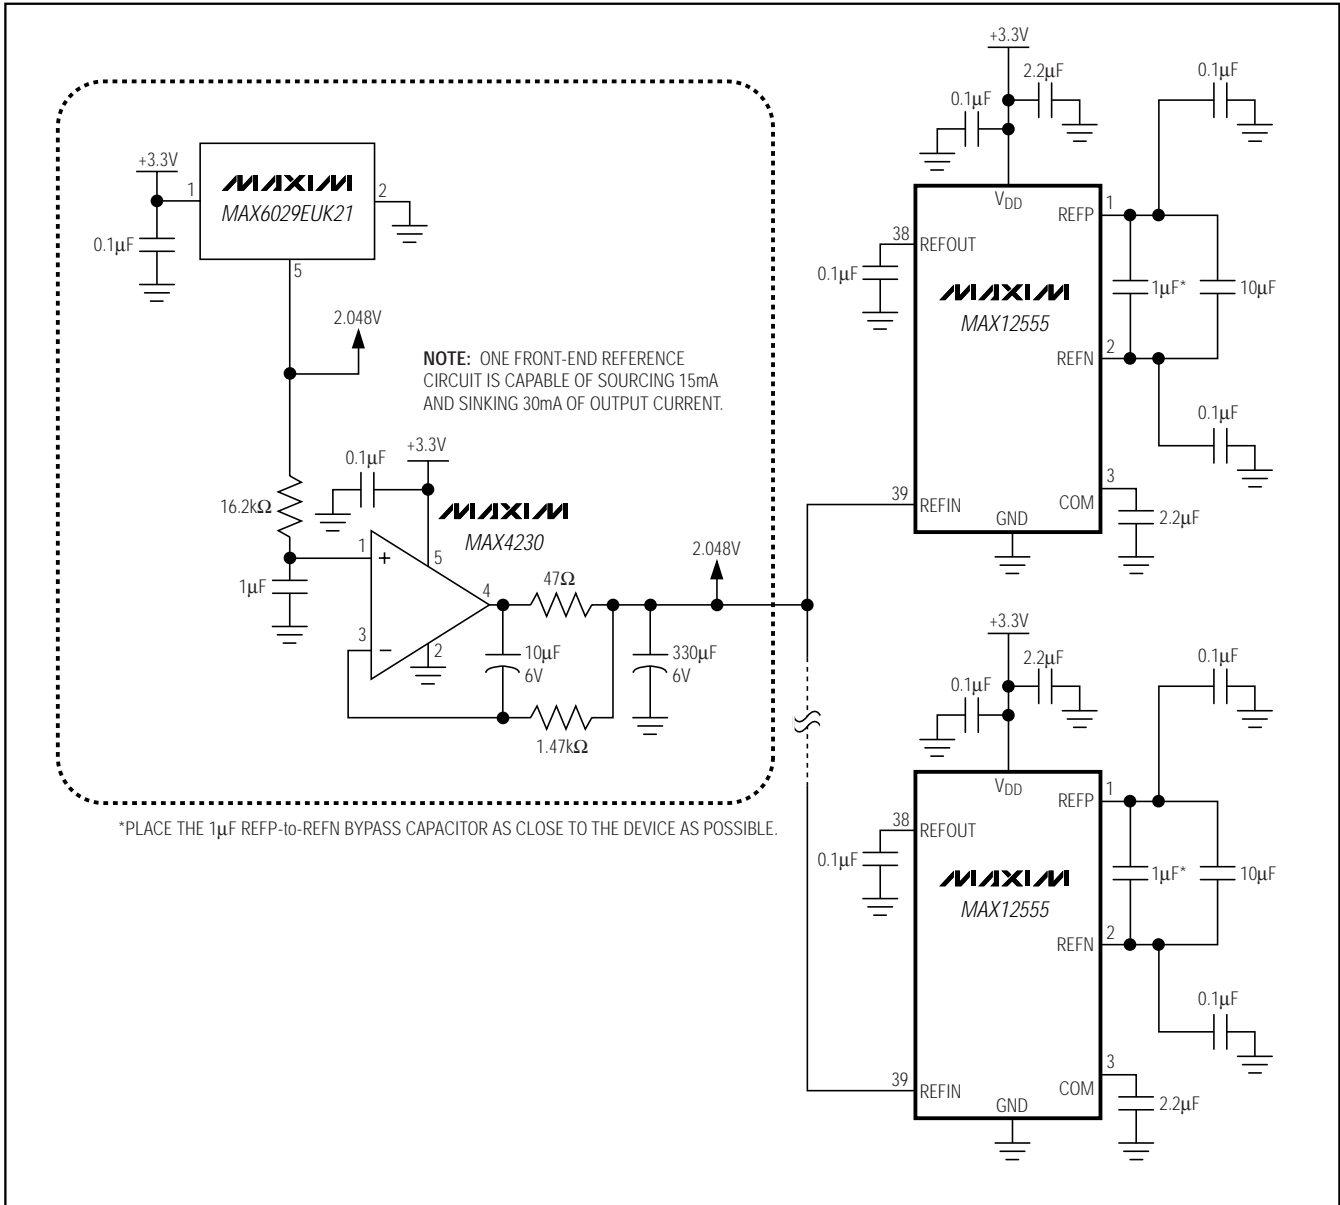 +3.3V
1
MAXIM
MAX6029EUK21
2
0.1µF
5
2.048V
NOTE: ONE FRONT-END REFERENCE
CIRCUIT IS CAPABLE OF SOURCING 15mA
AND SINKING 30mA OF OUTPUT CURRENT.
16.2kΩ
1µF
0.1µF
+3.3V
MAXIM
MAX4230
1
+
5
4
3
−
2
47Ω
10µF
6V
1.47kΩ
330µF
6V
2.048V
*PLACE THE 1µF REFP-to-REFN BYPASS CAPACITOR AS CLOSE TO THE DEVICE AS POSSIBLE.
+3.3V
2.2µF
0.1µF
0.1µF
VDD
REFP
1
38
REFOUT
0.1µF
MAXIM
MAX12555
1µF*
10µF
REFN
2
0.1µF
39
REFIN
COM
3
GND
2.2µF
+3.3V
2.2µF
0.1µF
0.1µF
VDD
REFP
1
38
REFOUT
0.1µF
MAXIM
MAX12555
1µF*
10µF
REFN
2
0.1µF
39
REFIN
COM
3
GND
2.2µF